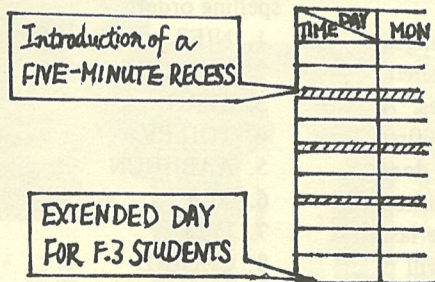 Introduction of a
FIVE-MINUTE RECESS
TIME DAY MON
EXTENDED DAY
FOR F.3 STUDENTS